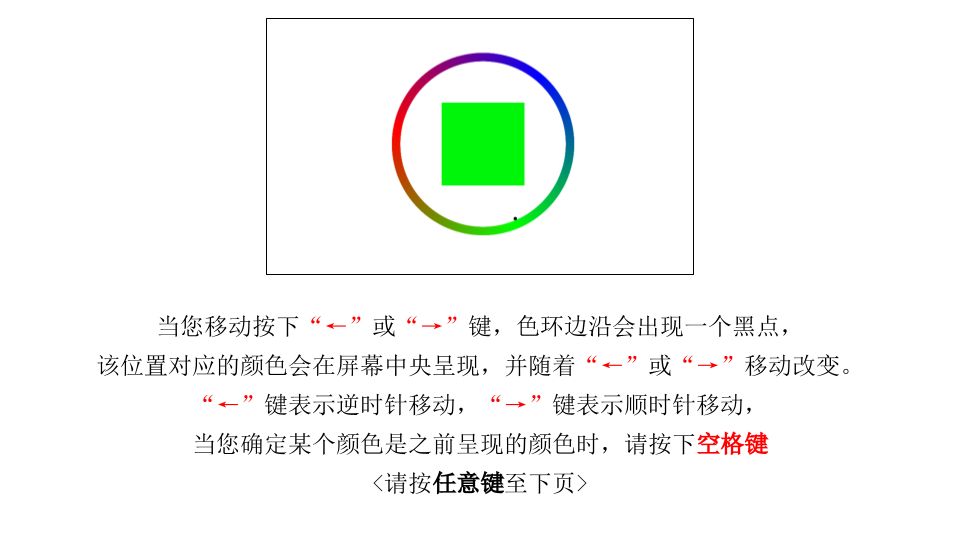 当您移动按下“←”或“→”键，色环边沿会出现一个黑点，
该位置对应的颜色会在屏幕中央呈现，并随着“←”或“→”移动改变。
“←”键表示逆时针移动，“→”键表示顺时针移动，
当您确定某个颜色是之前呈现的颜色时，请按下空格键
<请按任意键至下页>